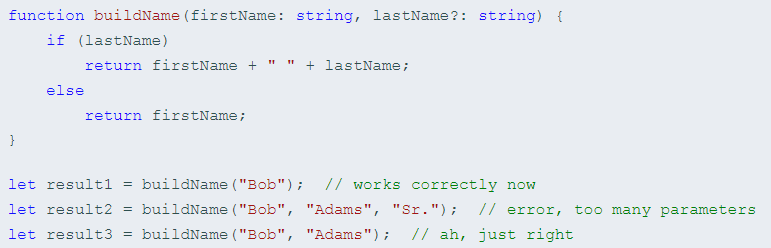 function buildName(firstName: string, lastName?: string) {
    if (lastName)
        return firstName + " " + lastName;
    else
        return firstName;
}

let result1 = buildName("Bob");  // works correctly now
let result2 = buildName("Bob", "Adams", "Sr.");  // error, too many parameters
let result3 = buildName("Bob", "Adams");  // ah, just right